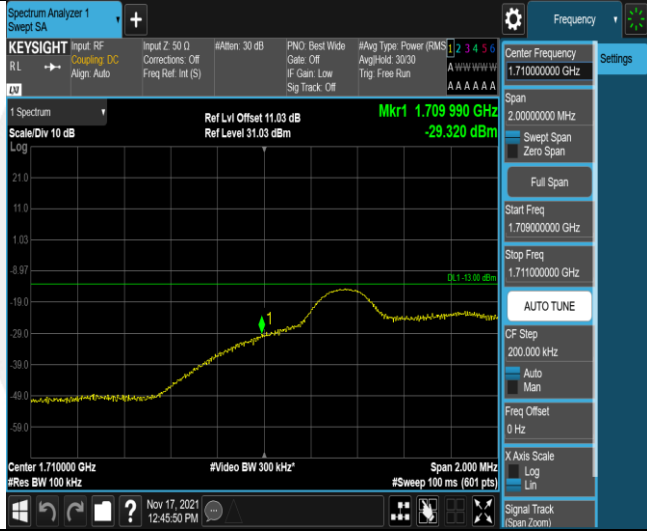 Spectrum Analyzer 1
Swept SA
Frequency
KEYSIGHT
RL
LXI
Input: RF
Coupling: DC
Align: Auto
Input Z: 50 Ω
Corrections: Off
Freq Ref: Int (S)
#Atten: 30 dB
PNO: Best Wide
Gate: Off
IF Gain: Low
Sig Track: Off
#Avg Type: Power (RMS
Avg|Hold: 30/30
Trig: Free Run
1 2 3 4 5 6
A W W W W W
A A A A A A
1 Spectrum
Scale/Div 10 dB
Log
Ref Lvl Offset 11.03 dB
Ref Level 31.03 dBm
Mkr1 1.709 990 GHz
-29.320 dBm
21.0
11.0
1.03
-8.97
-19.0
-29.0
-39.0
-49.0
-59.0
DL1 -13.00 dBm
1
Center 1.710000 GHz
#Res BW 100 kHz
#Video BW 300 kHz*
Span 2.000 MHz
#Sweep 100 ms (601 pts)
Center Frequency
1.710000000 GHz
Settings
Span
2.00000000 MHz
Swept Span
Zero Span
Full Span
Start Freq
1.709000000 GHz
Stop Freq
1.711000000 GHz
AUTO TUNE
CF Step
200.000 kHz
Auto
Man
Freq Offset
0 Hz
X Axis Scale
Log
Lin
Signal Track
(Span Zoom)
?
Nov 17, 2021
12:45:50 PM